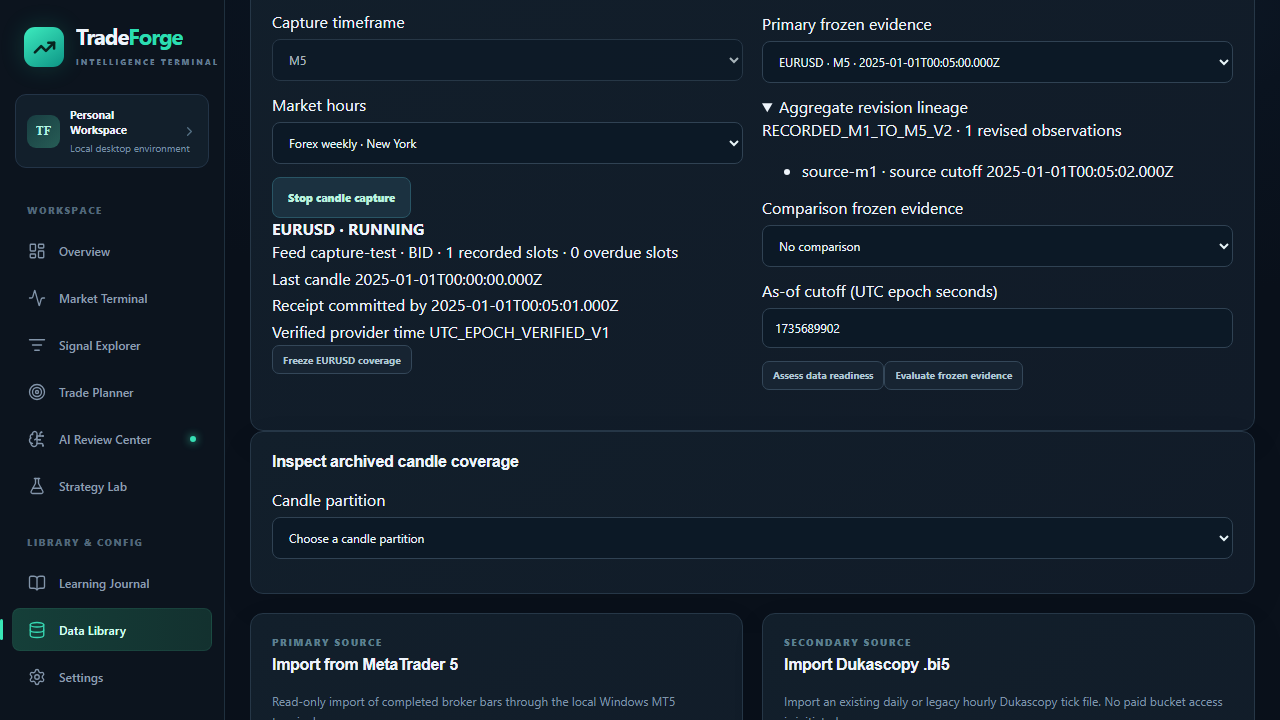 TradeForge
INTELLIGENCE TERMINAL
TF
Personal
Workspace
Local desktop environment
WORKSPACE
Overview
Market Terminal
Signal Explorer
Trade Planner
AI Review Center
Strategy Lab
LIBRARY & CONFIG
Learning Journal
Data Library
Settings
Capture timeframe
M5
Market hours
Forex weekly · New York
Stop candle capture
EURUSD · RUNNING
Feed capture-test · BID · 1 recorded slots · 0 overdue slots
Last candle 2025-01-01T00:00:00.000Z
Receipt committed by 2025-01-01T00:05:01.000Z
Verified provider time UTC_EPOCH_VERIFIED_V1
Freeze EURUSD coverage
Primary frozen evidence
EURUSD · M5 · 2025-01-01T00:05:00.000Z
▼ Aggregate revision lineage
RECORDED_M1_TO_M5_V2 · 1 revised observations
• source-m1 · source cutoff 2025-01-01T00:05:02.000Z
Comparison frozen evidence
No comparison
As-of cutoff (UTC epoch seconds)
1735689902
Assess data readiness
Evaluate frozen evidence
Inspect archived candle coverage
Candle partition
Choose a candle partition
PRIMARY SOURCE
Import from MetaTrader 5
Read-only import of completed broker bars through the local Windows MT5
SECONDARY SOURCE
Import Dukascopy .bi5
Import an existing daily or legacy hourly Dukascopy tick file. No paid bucket access